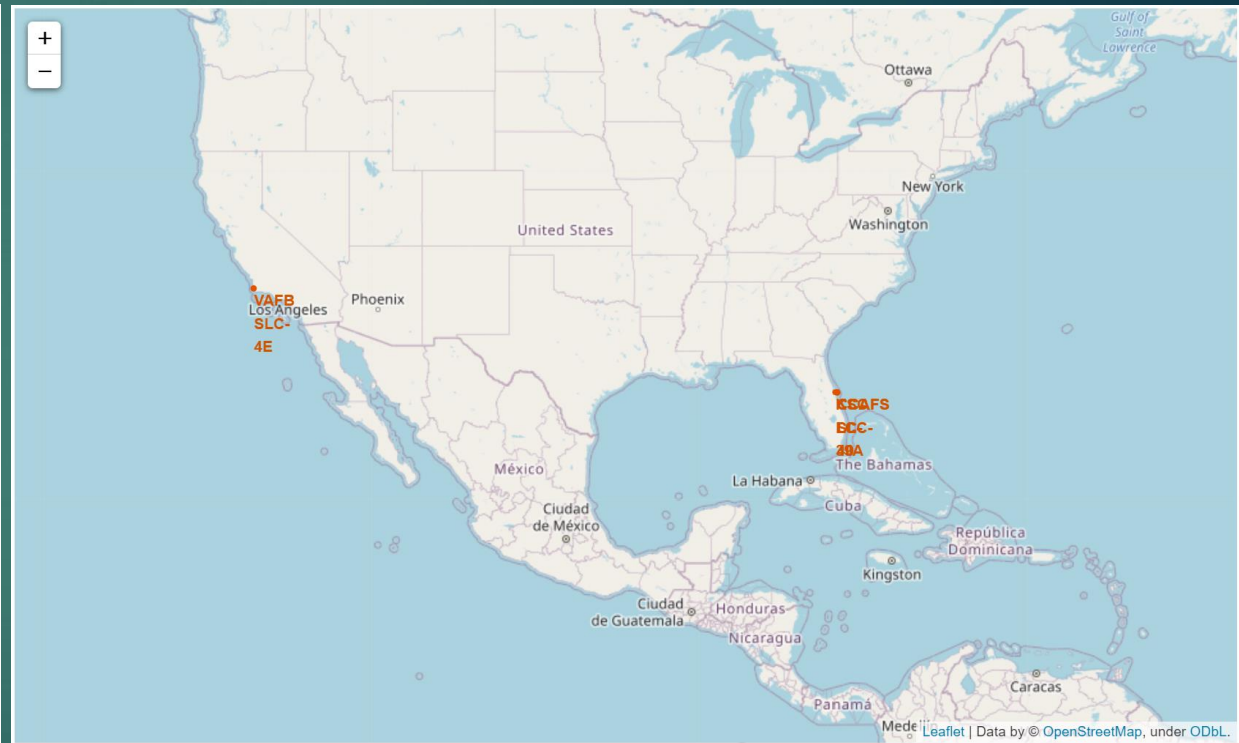 +
−
Gulf of
Saint
Lawrence
Ottawa
New York
Washington
United States
VAFB
Los Angeles
SLC-
4E
Phoenix
The Bahamas
La Habana
México
Cuba
Ciudad
de México
República
Dominicana
Kingston
Ciudad
de Guatemala
Honduras
Nicaragua
Caracas
Panamá
Leaflet | Data by © OpenStreetMap, under ODbL.